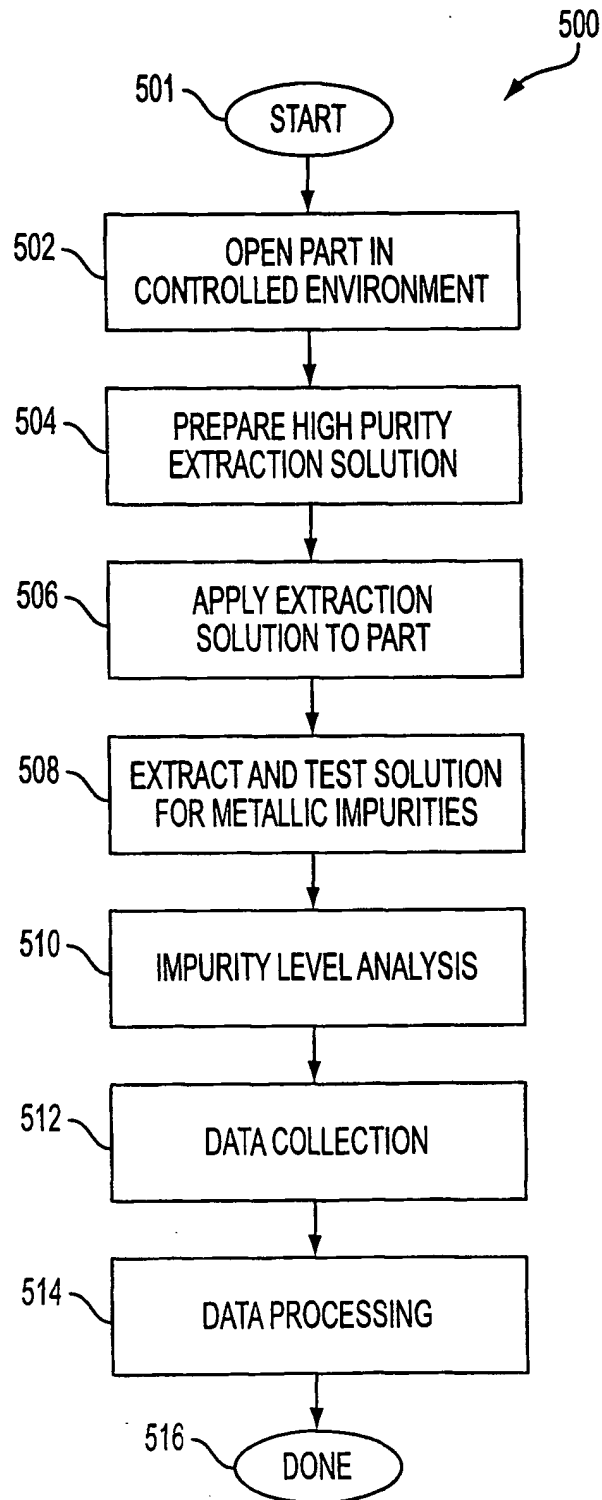 500
501
START
502
OPEN PART IN
CONTROLLED ENVIRONMENT
504
PREPARE HIGH PURITY
EXTRACTION SOLUTION
506
APPLY EXTRACTION
SOLUTION TO PART
508
EXTRACT AND TEST SOLUTION
FOR METALLIC IMPURITIES
510
IMPURITY LEVEL ANALYSIS
512
DATA COLLECTION
514
DATA PROCESSING
516
DONE